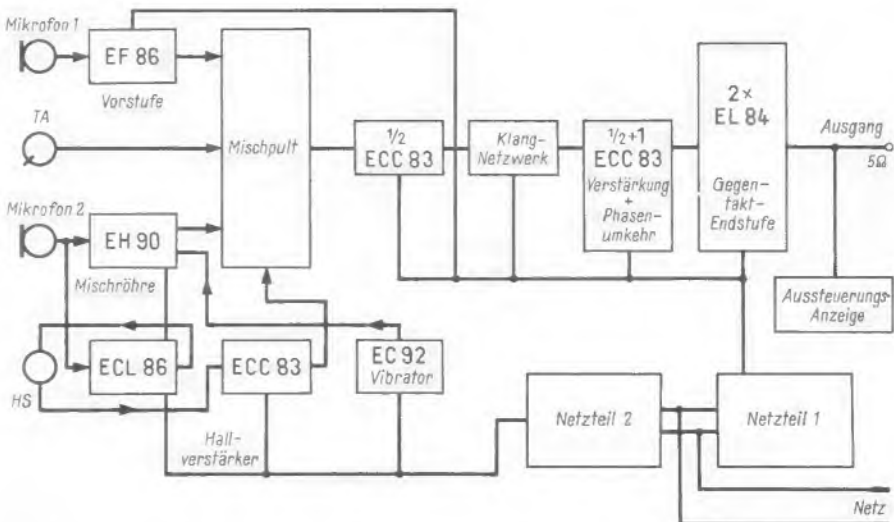 Mikrofon 1
EF 86
Vorstufe
TA
Mischpult
Mikrofon 2
EH 90
Mischröhre
ECL 86
HS
ECC 83
Hall-
verstärker
EC 92
Vibrator
1/2
ECC 83
Klang-
Netzwerk
1/2+1
ECC 83
Verstärkung
+
Phasen-
umkehr
2×
EL 84
Gegen-
takt-
Endstufe
Ausgang
5Ω
Aussteuerungs-
Anzeige
Netzteil 2
Netzteil 1
Netz